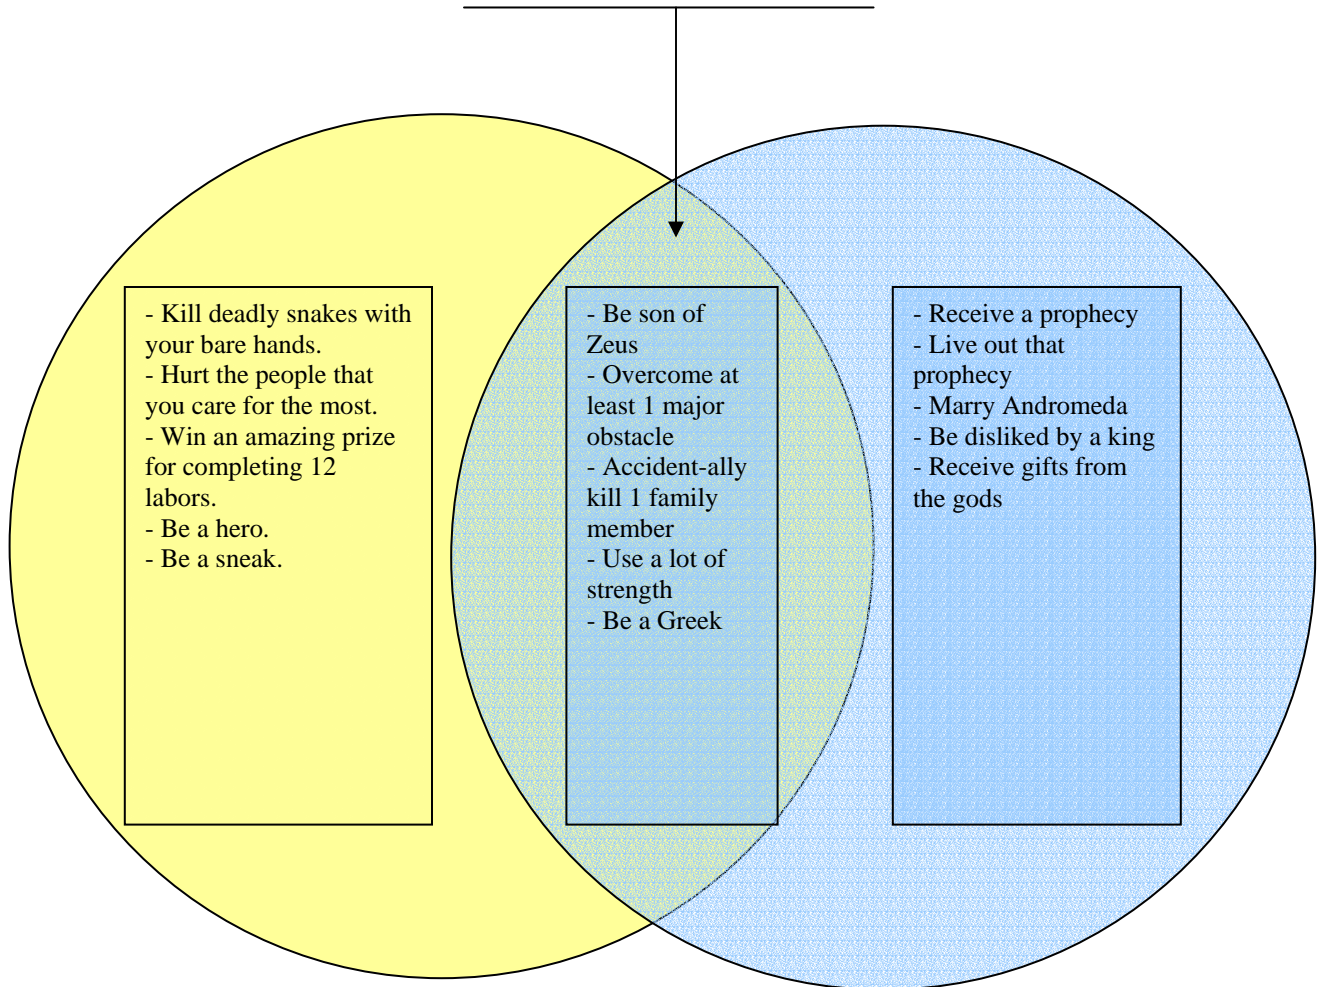 - Kill deadly snakes with
your bare hands.
- Hurt the people that
you care for the most.
- Win an amazing prize
for completing 12
labors.
- Be a hero.
- Be a sneak.
- Be son of
Zeus
- Overcome at
least 1 major
obstacle
- Accident-ally
kill 1 family
member
- Use a lot of
strength
- Be a Greek
- Receive a prophecy
- Live out that
prophecy
- Marry Andromeda
- Be disliked by a king
- Receive gifts from
the gods